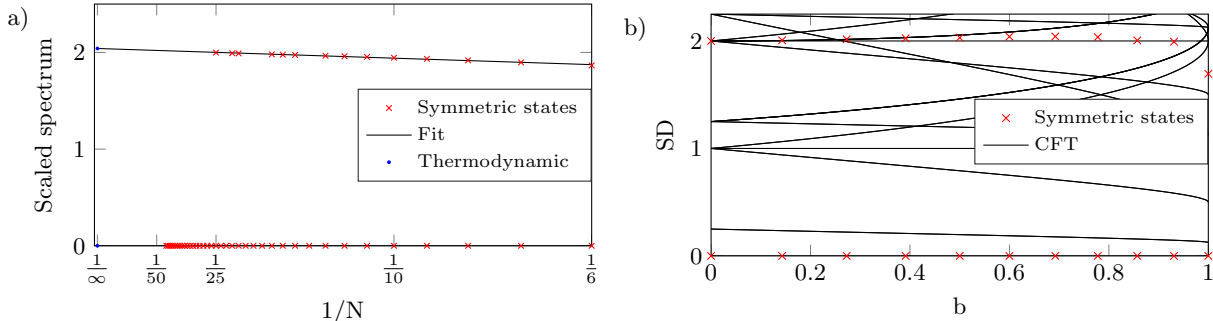 a)
Scaled spectrum
2
1
0
Symmetric states
Fit
Thermodynamic
1/∞
1/50
1/25
1/10
1/6
1/N
b)
SD
2
1
0
Symmetric states
CFT
0
0.2
0.4
0.6
0.8
1
b